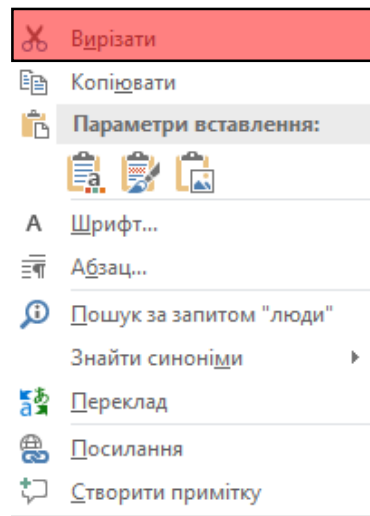 Вирізати
Копіювати
Параметри вставлення:
Шрифт...
Абзац...
Пошук за запитом "люди"
Знайти синоніми
Переклад
Посилання
Створити примітку